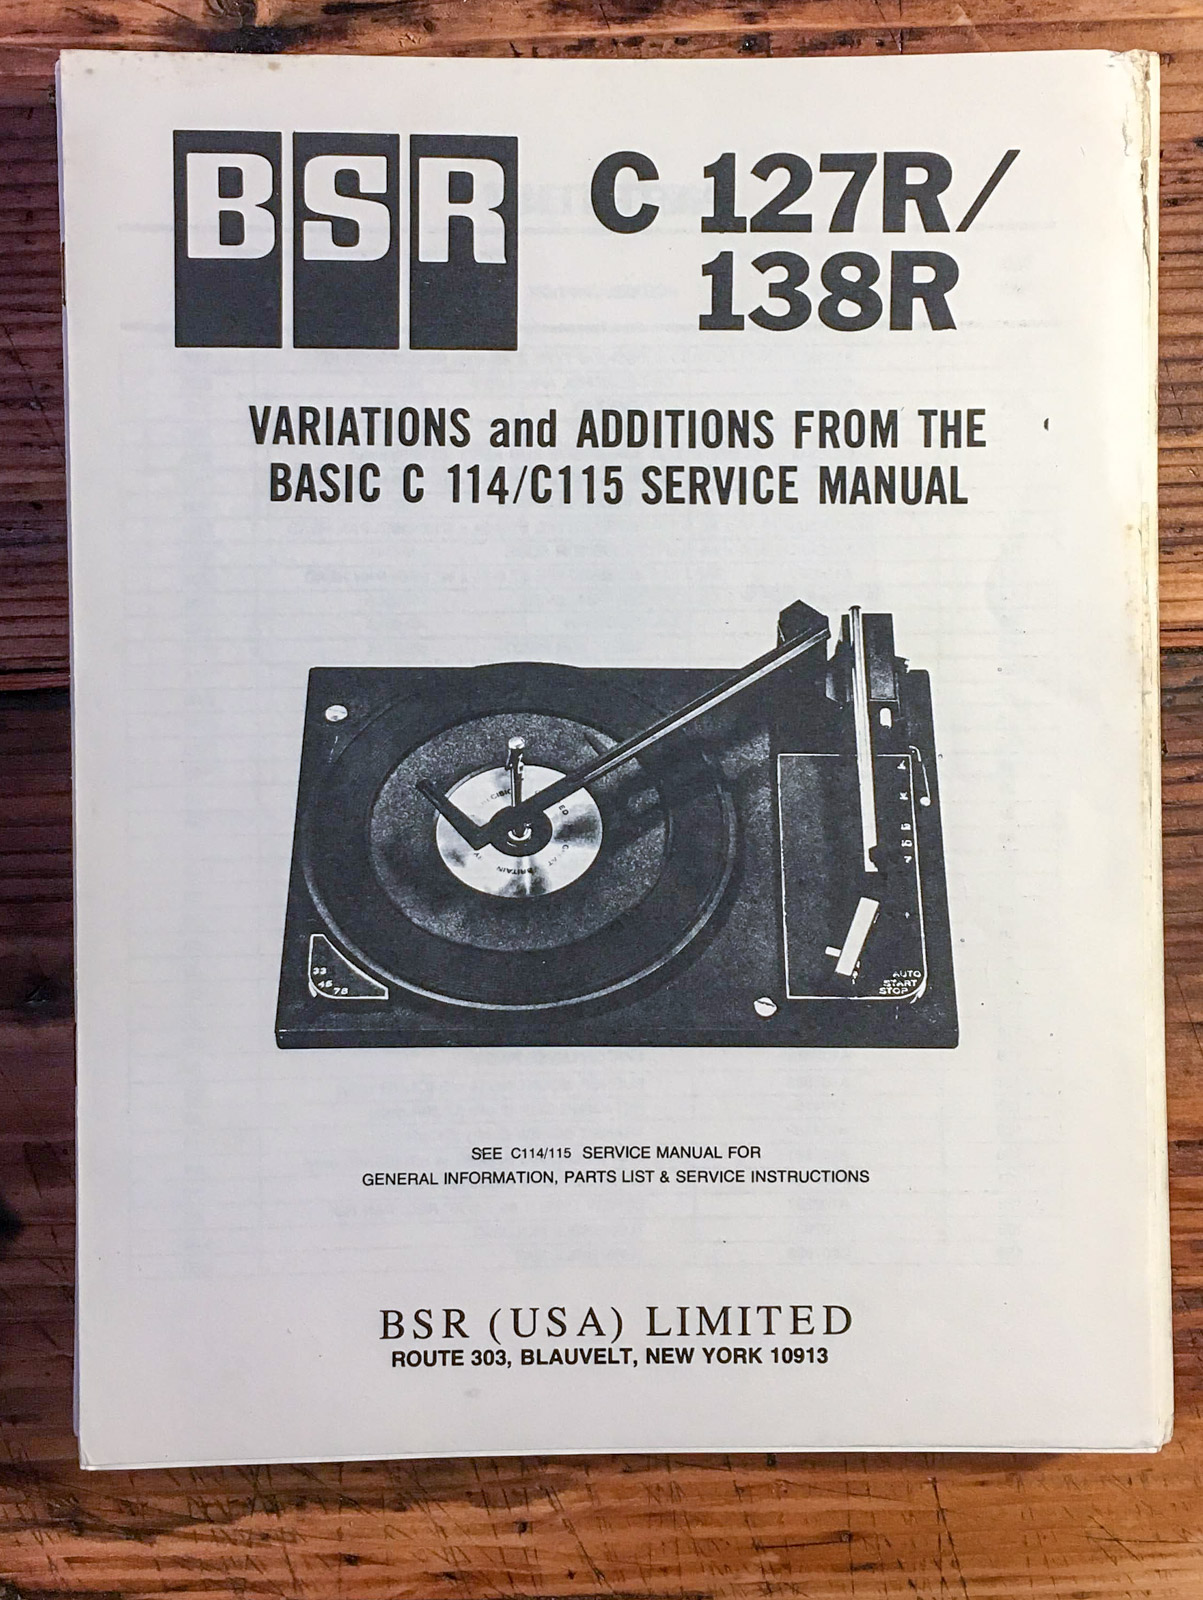 BSR
C 127R/
138R
VARIATIONS and ADDITIONS FROM THE
BASIC C 114/C115 SERVICE MANUAL
BRITAIN
33
45
78
AUTO
START
STOP
SEE C114/115 SERVICE MANUAL FOR
GENERAL INFORMATION, PARTS LIST & SERVICE INSTRUCTIONS
BSR (USA) LIMITED
ROUTE 303, BLAUVELT, NEW YORK 10913